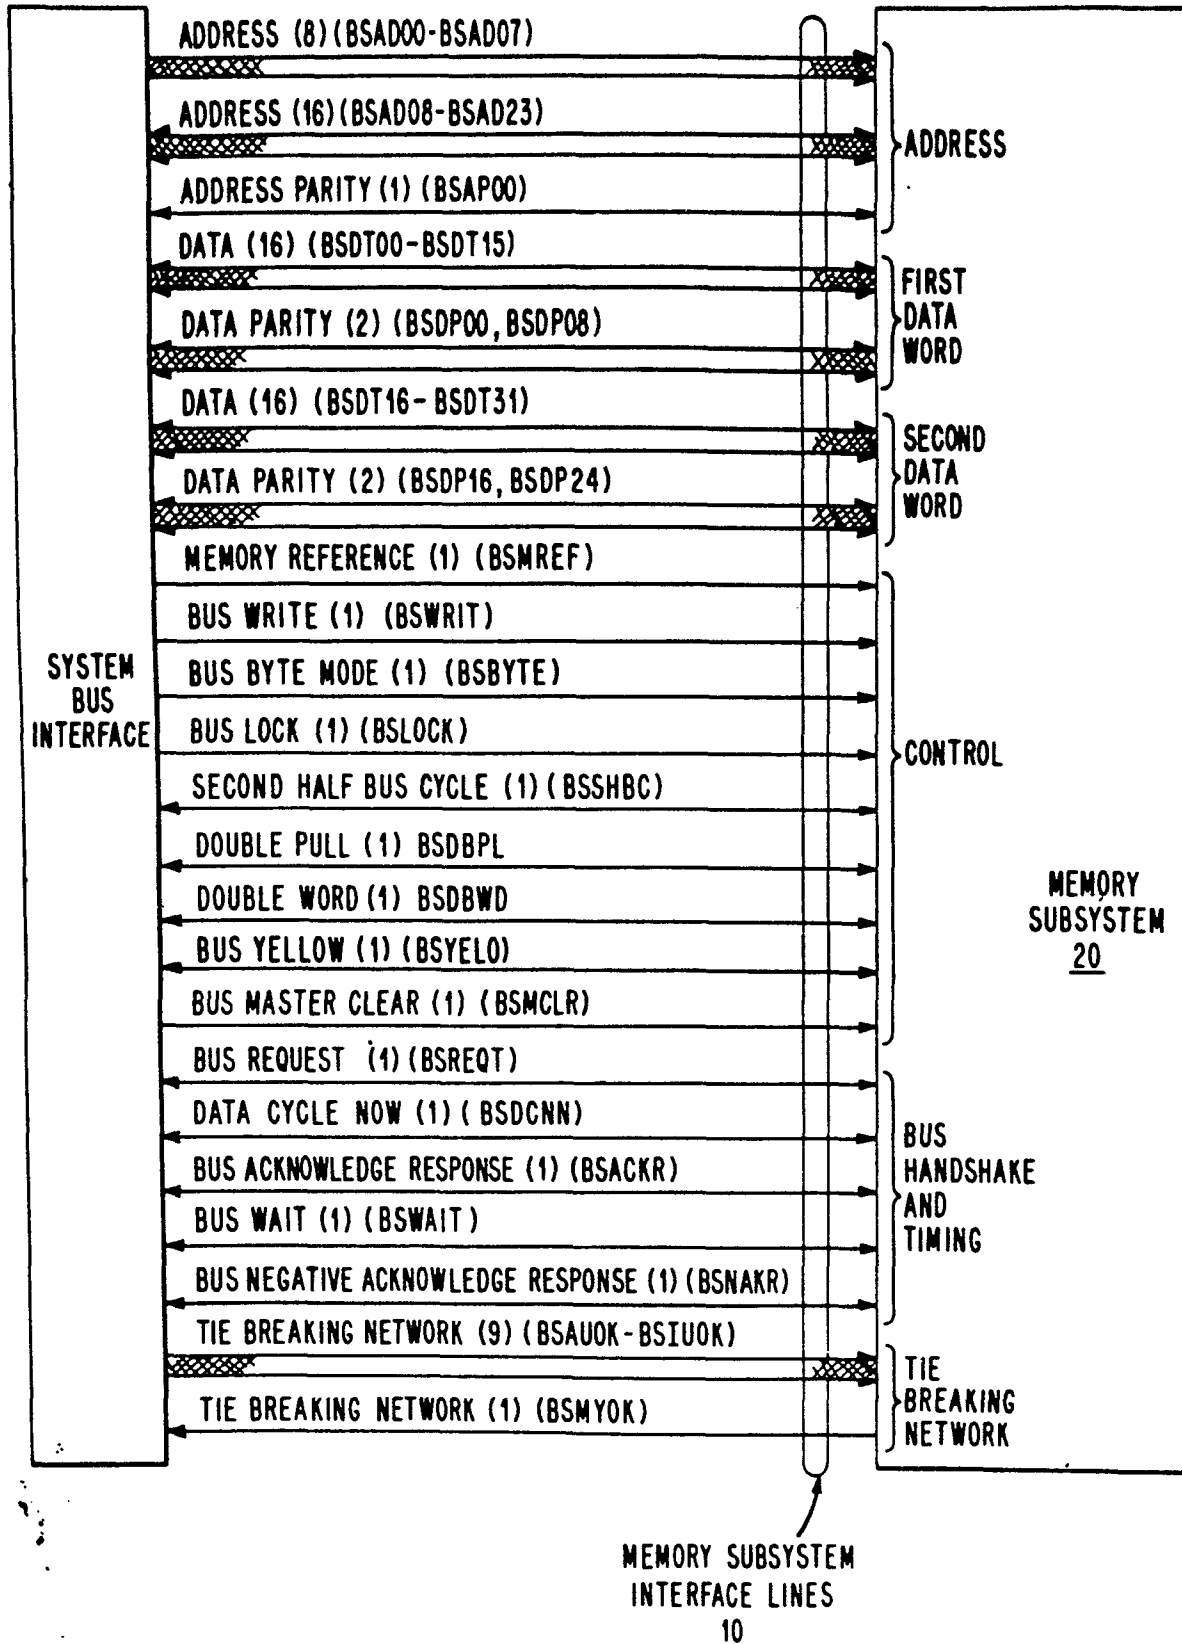 ADDRESS (8) (BSAD00-BSAD07)
ADDRESS (16) (BSAD08-BSAD23)
ADDRESS PARITY (1) (BSAP00)
ADDRESS
DATA (16) (BSDT00-BSDT15)
DATA PARITY (2) (BSDP00, BSDP08)
FIRST
DATA
WORD
DATA (16) (BSDT16-BSDT31)
DATA PARITY (2) (BSDP16, BSDP24)
SECOND
DATA
WORD
MEMORY REFERENCE (1) (BSMREF)
BUS WRITE (1) (BSWRIT)
BUS BYTE MODE (1) (BSBYTE)
BUS LOCK (1) (BSLOCK)
SECOND HALF BUS CYCLE (1) (BSSHBC)
DOUBLE PULL (1) BSDBPL
DOUBLE WORD (1) BSDBWD
BUS YELLOW (1) (BSYELO)
BUS MASTER CLEAR (1) (BSMCLR)
CONTROL
SYSTEM
BUS
INTERFACE
MEMORY
SUBSYSTEM
20
BUS REQUEST (1) (BSREQT)
DATA CYCLE NOW (1) (BSDCNN)
BUS ACKNOWLEDGE RESPONSE (1) (BSACKR)
BUS WAIT (1) (BSWAIT)
BUS NEGATIVE ACKNOWLEDGE RESPONSE (1) (BSNAKR)
BUS
HANDSHAKE
AND
TIMING
TIE BREAKING NETWORK (9) (BSAUOK-BSIUOK)
TIE BREAKING NETWORK (1) (BSMYOK)
TIE
BREAKING
NETWORK
MEMORY SUBSYSTEM
INTERFACE LINES
10